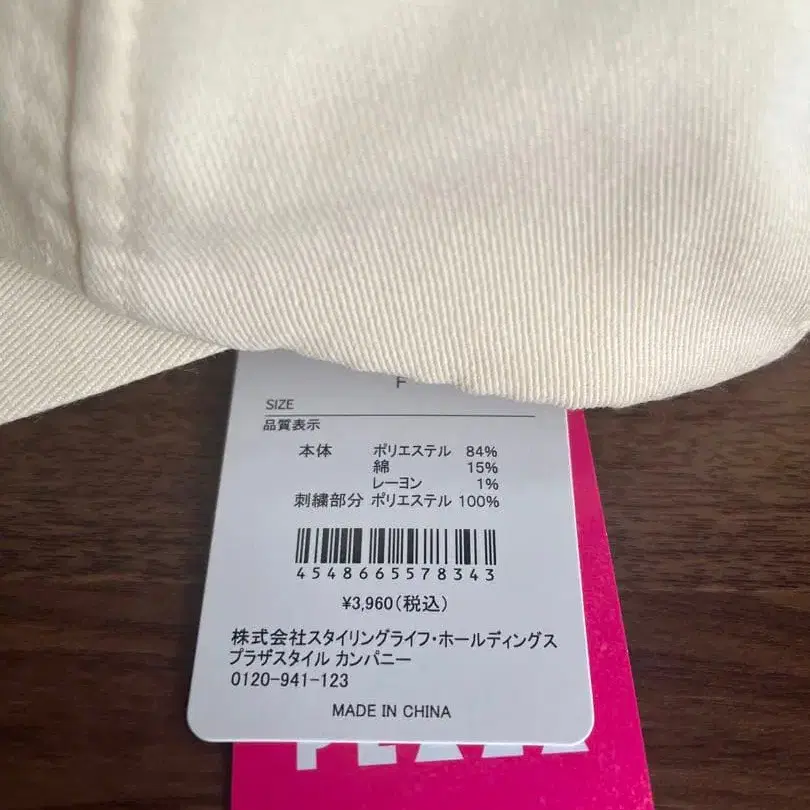 F
SIZE
品質表示
本体 ポリエステル 84%
綿 15%
レーヨン 1%
刺繍部分 ポリエステル 100%
4548665578343
¥3,960(税込)
株式会社スタイリングライフ・ホールディングス
プラザスタイル カンパニー
0120-941-123
MADE IN CHINA
PLAZA